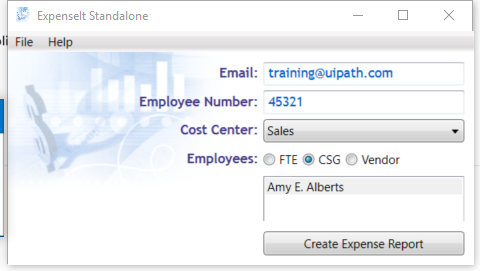 ExpenseIt Standalone
File Help
Email: training@uipath.com
Employee Number: 45321
Cost Center: Sales
Employees: FTE CSG Vendor
Amy E. Alberts
Create Expense Report